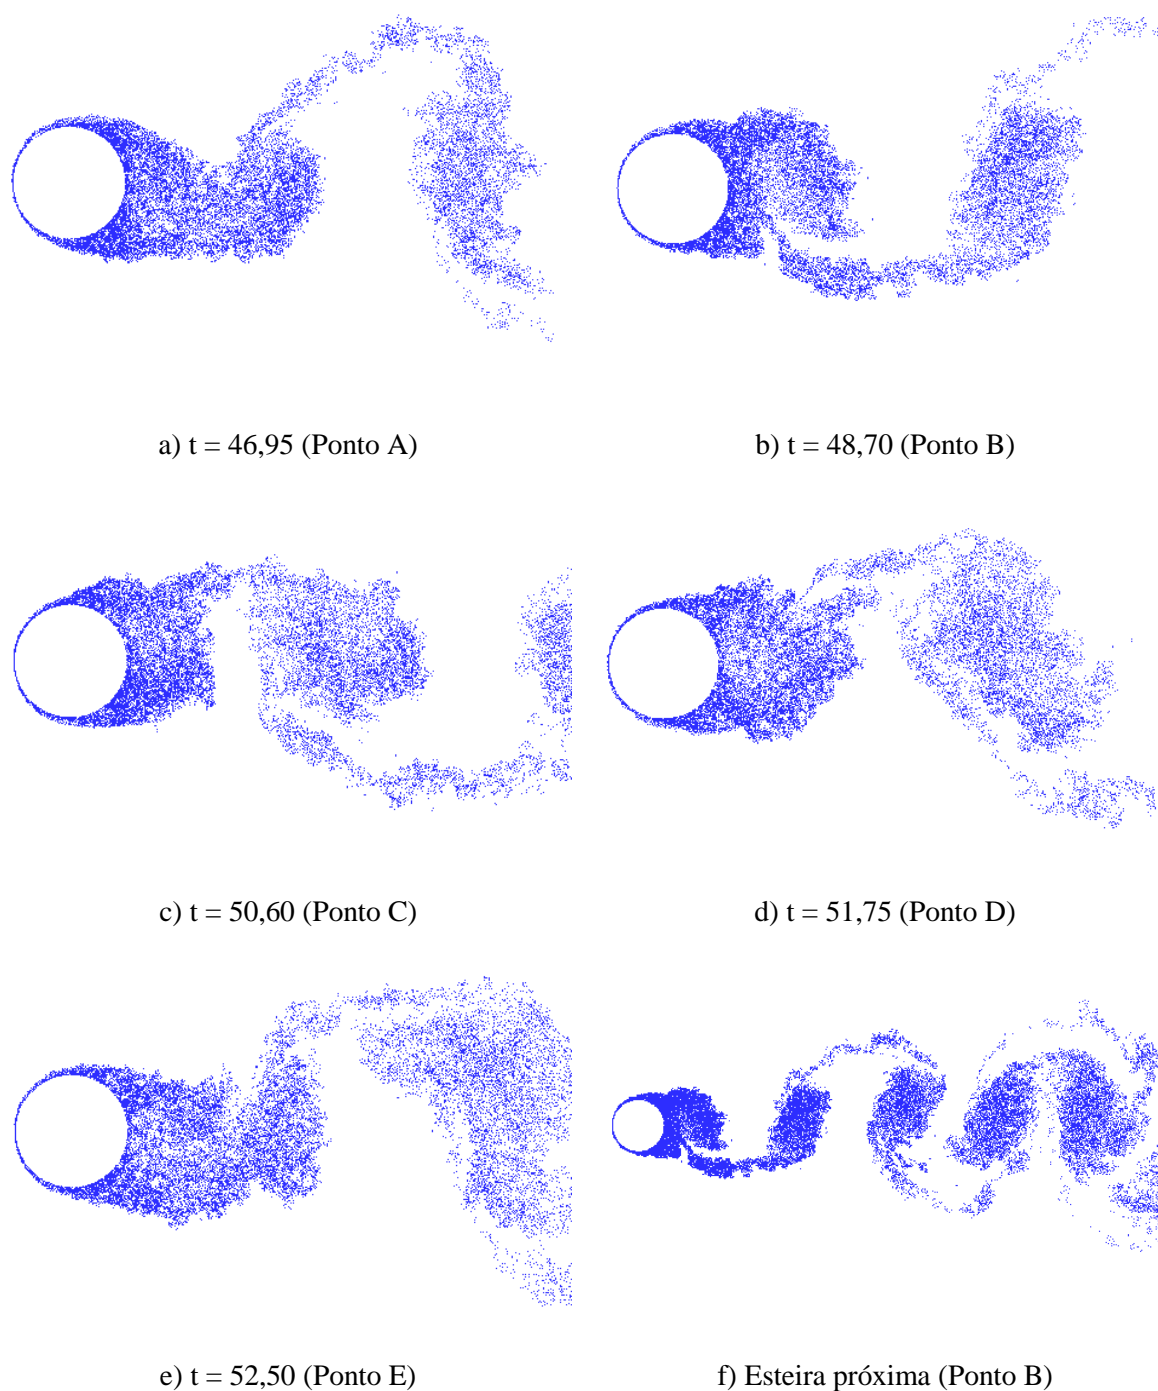 a) t = 46,95 (Ponto A)
b) t = 48,70 (Ponto B)
c) t = 50,60 (Ponto C)
d) t = 51,75 (Ponto D)
e) t = 52,50 (Ponto E)
f) Esteira próxima (Ponto B)